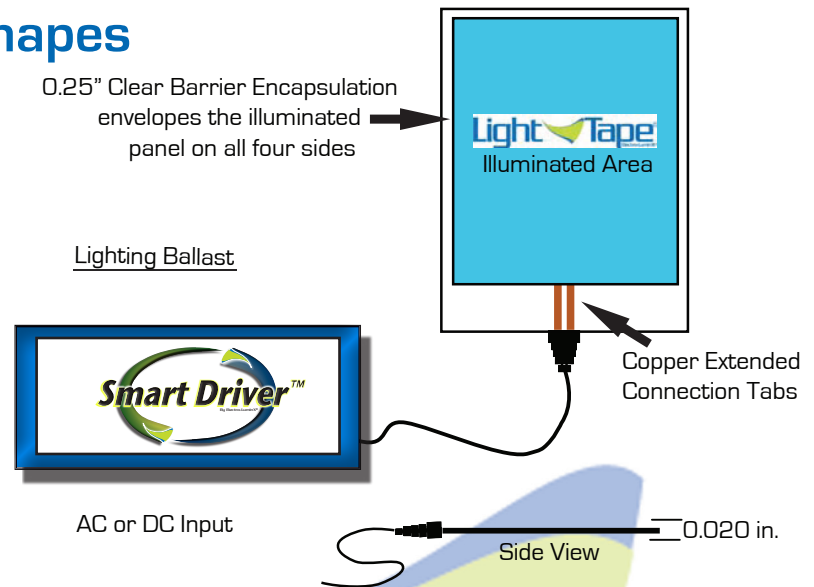 hapes
0.25” Clear Barrier Encapsulation
envelopes the illuminated
panel on all four sides
Light Tape
Illuminated Area
Lighting Ballast
Smart Driver™
Copper Extended
Connection Tabs
AC or DC Input
0.020 in.
Side View